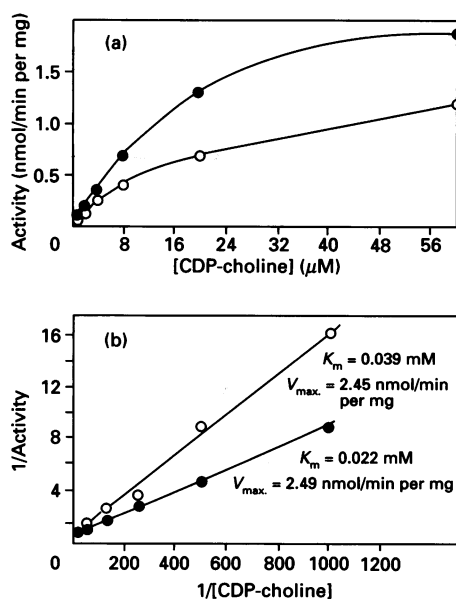 (a)
Activity (nmol/min per mg)
1.5
1.0
0.5
0
8
16
24
32
40
48
56
[CDP-choline] (μM)
(b)
1/Activity
16
12
8
4
0
200
400
600
800
1000
1200
1/[CDP-choline]
Km = 0.039 mM
Vmax. = 2.45 nmol/min
per mg
Km = 0.022 mM
Vmax. = 2.49 nmol/min per mg